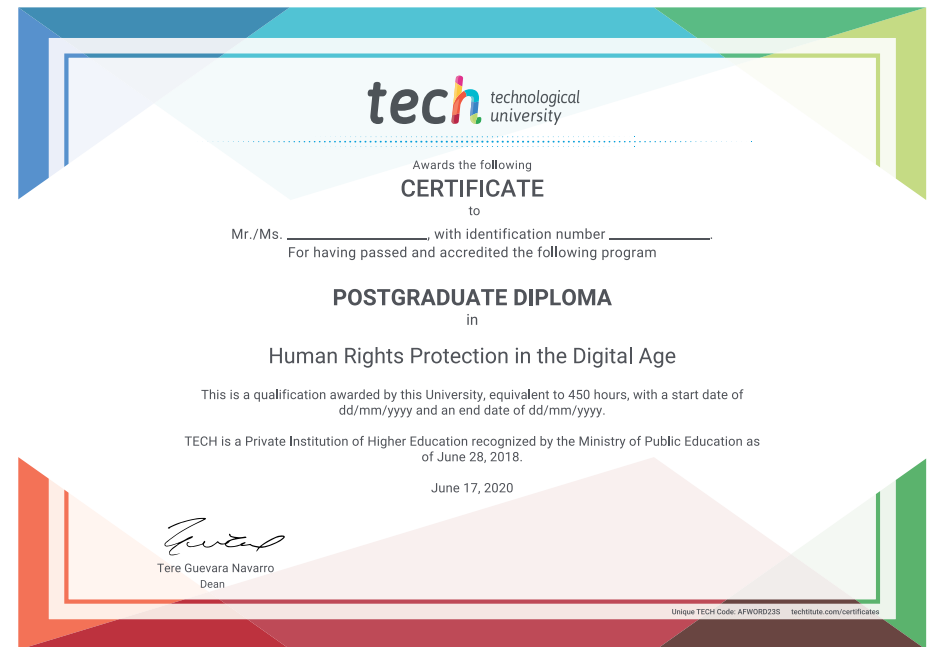 tech technological
university
Awards the following
CERTIFICATE
to
Mr./Ms. ____________________, with identification number ______________.
For having passed and accredited the following program
POSTGRADUATE DIPLOMA
in
Human Rights Protection in the Digital Age
This is a qualification awarded by this University, equivalent to 450 hours, with a start date of
dd/mm/yyyy and an end date of dd/mm/yyyy.
TECH is a Private Institution of Higher Education recognized by the Ministry of Public Education as
of June 28, 2018.
June 17, 2020
Tere Guevara Navarro
Dean
Unique TECH Code: AFWORD23S techtitute.com/certificates